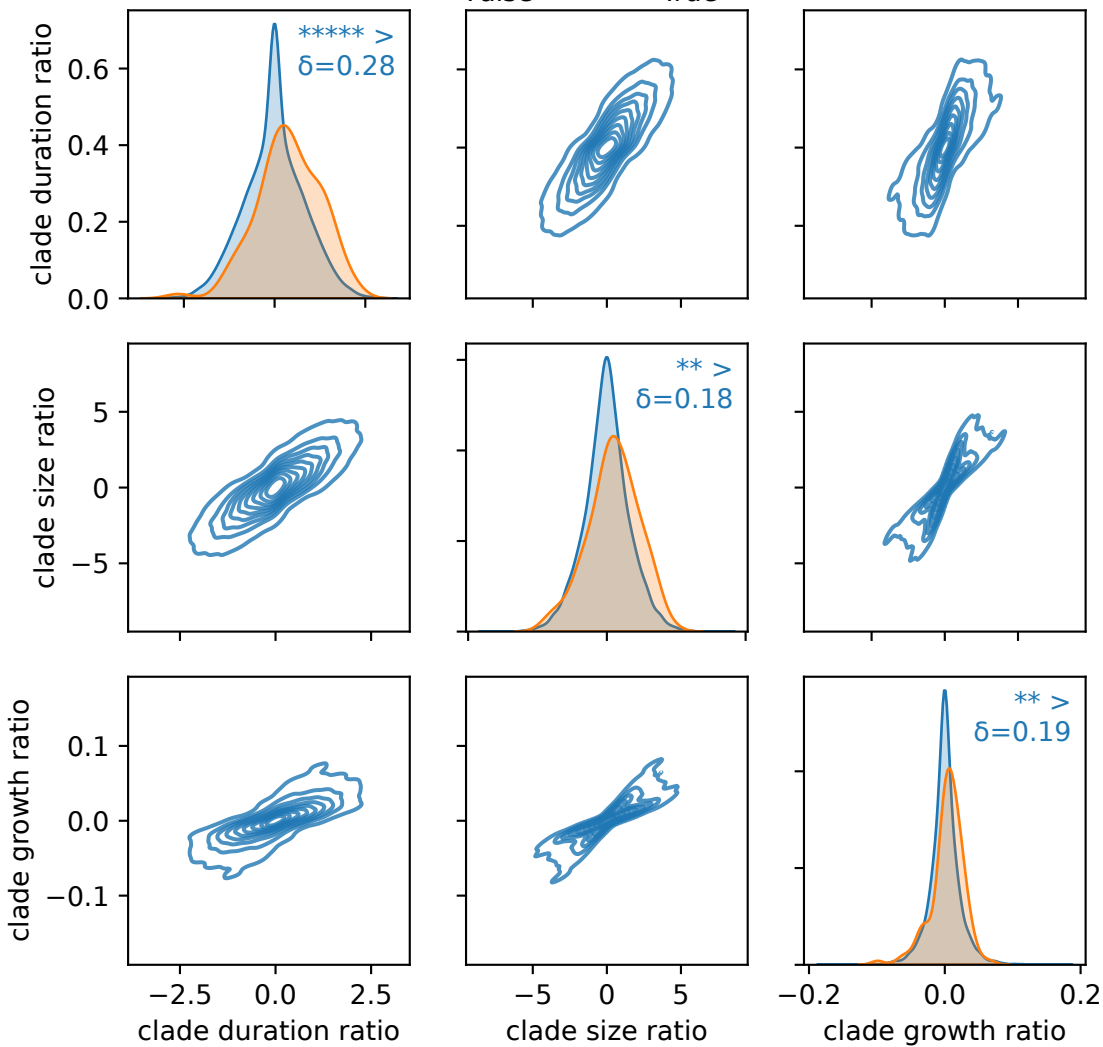 clade duration ratio
0.6
0.4
0.2
0.0
***** >
δ=0.28
clade size ratio
5
0
−5
** >
δ=0.18
clade growth ratio
0.1
0.0
−0.1
** >
δ=0.19
−2.5 0.0 2.5
−5 0 5
−0.2 0.0 0.2
clade duration ratio
clade size ratio
clade growth ratio